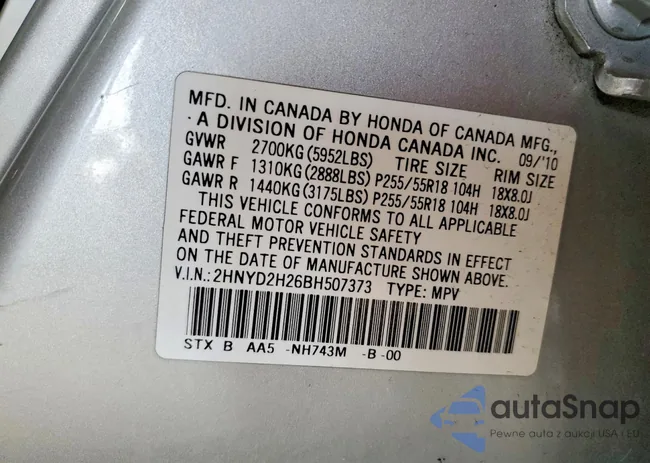 MFD. IN CANADA BY HONDA OF CANADA MFG.,
A DIVISION OF HONDA CANADA INC. 09/'10
GVWR 2700KG (5952LBS) TIRE SIZE RIM SIZE
GAWR F 1310KG (2888LBS) P255/55R18 104H 18X8.0J
GAWR R 1440KG (3175LBS) P255/55R18 104H 18X8.0J
THIS VEHICLE CONFORMS TO ALL APPLICABLE
FEDERAL MOTOR VEHICLE SAFETY
AND THEFT PREVENTION STANDARDS IN EFFECT
ON THE DATE OF MANUFACTURE SHOWN ABOVE.
V.I.N.: 2HNYD2H26BH507373 TYPE: MPV
STX B AA5 -NH743M -B-00
autaSnap
Pewne auta z aukcji USA i EU